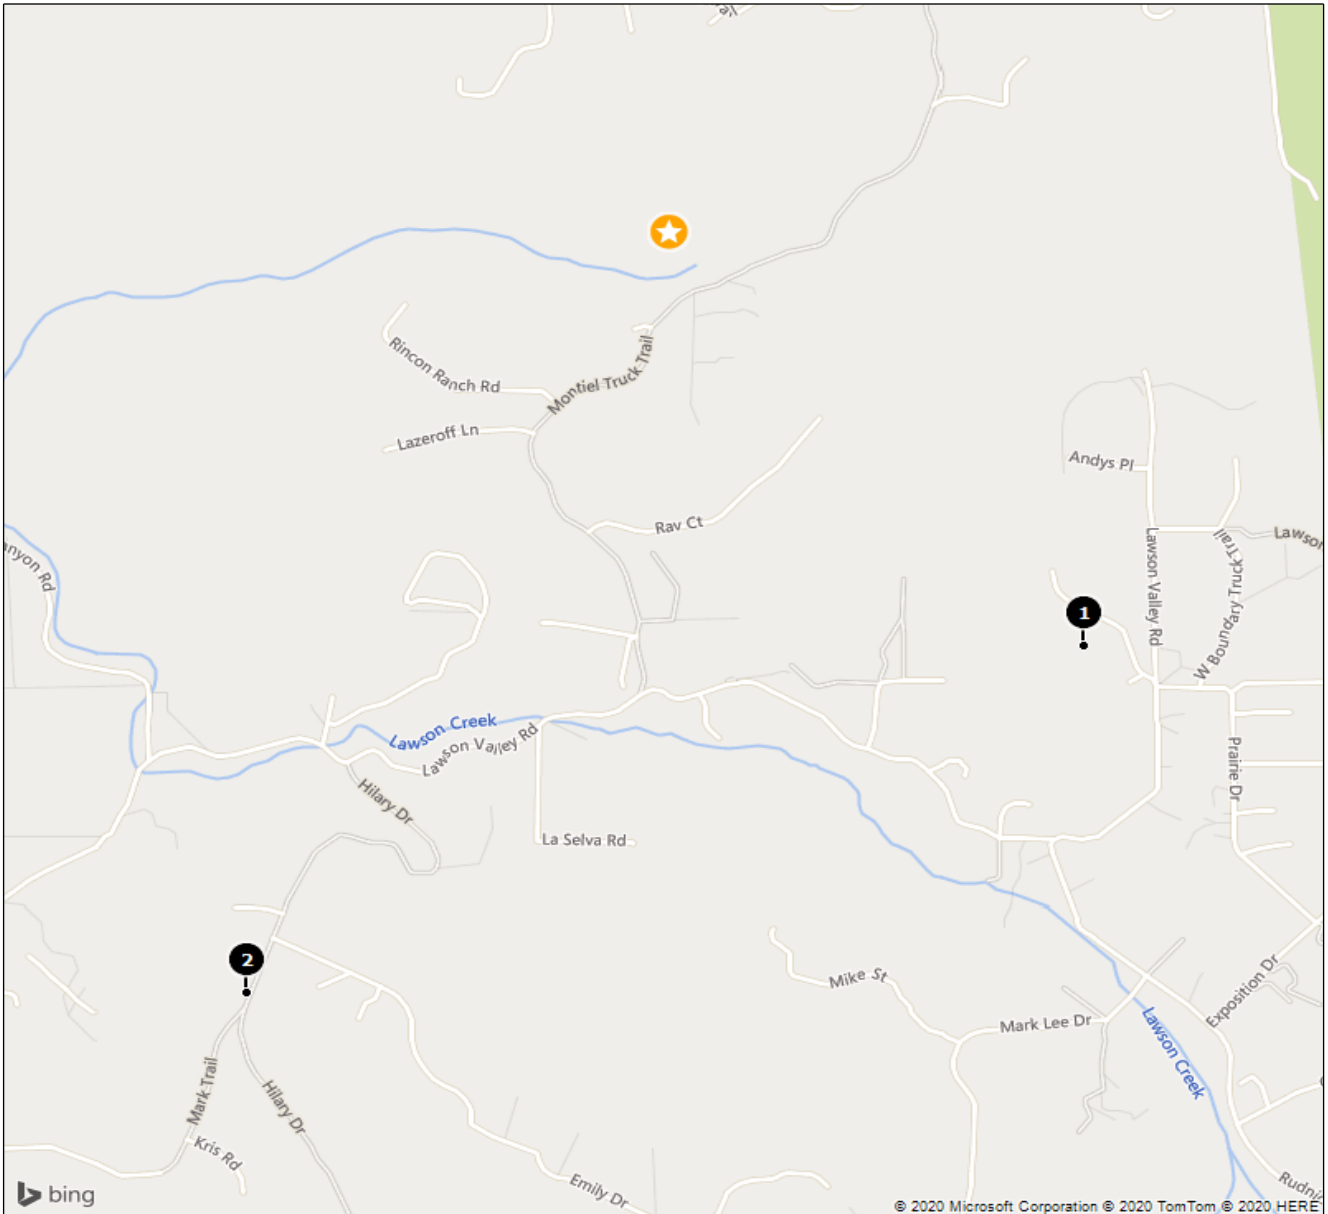 Rincon Ranch Rd
Montiel Truck Trail
Lazeroff Ln
Andys Pl
Rav Ct
Lawson Valley Rd
W Boundary Truck Trail
Lawson
anyon Rd
1
Lawson Creek
Lawson Valley Rd
Prairie Dr
Hilary Dr
La Selva Rd
2
Mike St
Exposition Dr
Mark Lee Dr
Lawson Creek
Mark Trail
Hilary Dr
Kris Rd
Emily Dr
Rudni
bing
© 2020 Microsoft Corporation © 2020 TomTom © 2020 HERE